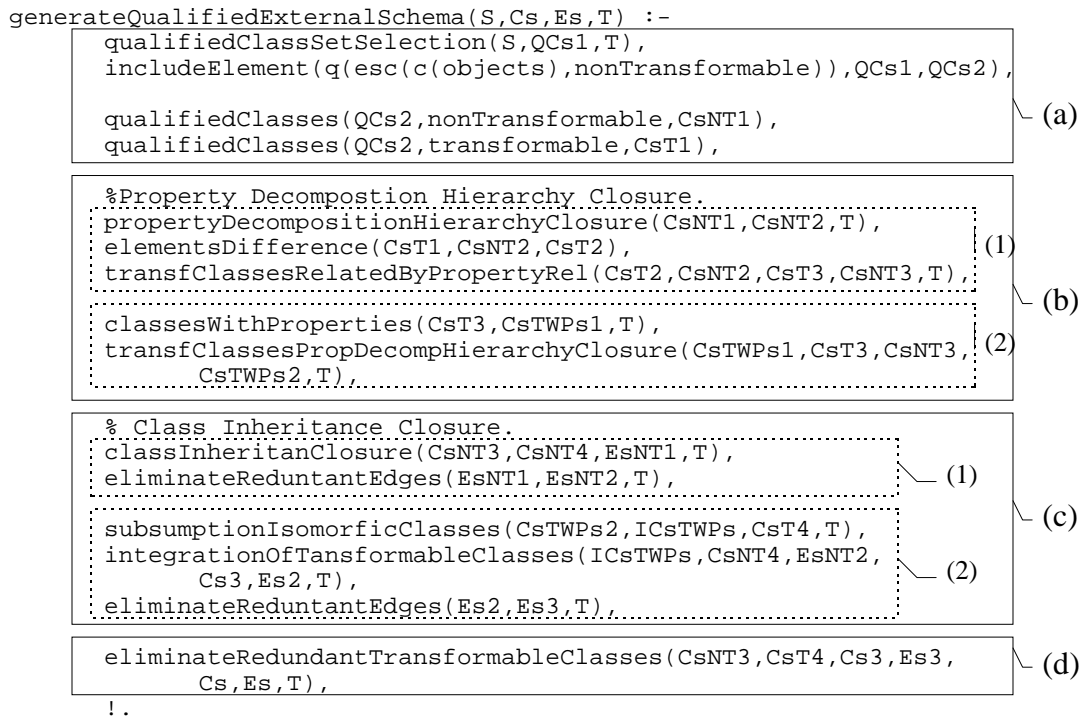 generateQualifiedExternalSchema(S,Cs,Es,T) :-
qualifiedClassSetSelection(S,QCs1,T),
includeElement(q(esc(c(objects),nonTransformable)),QCs1,QCs2),
(a)
qualifiedClasses(QCs2,nonTransformable,CsNT1),
qualifiedClasses(QCs2,transformable,CsT1),
%Property Decompostion Hierarchy Closure.
propertyDecompositionHierarchyClosure(CsNT1,CsNT2,T),
elementsDifference(CsT1,CsNT2,CsT2),
(1)
transfClassesRelatedByPropertyRel(CsT2,CsNT2,CsT3,CsNT3,T),
(b)
classesWithProperties(CsT3,CsTWPs1,T),
transfClassesPropDecompHierarchyClosure(CsTWPs1,CsT3,CsNT3,
(2)
CsTWPs2,T),
% Class Inheritance Closure.
classInheritanClosure(CsNT3,CsNT4,EsNT1,T),
eliminateReduntantEdges(EsNT1,EsNT2,T),
(1)
(c)
subsumptionIsomorficClasses(CsTWPs2,ICsTWPs,CsT4,T),
integrationOfTansformableClasses(ICsTWPs,CsNT4,EsNT2,
Cs3,Es2,T),
(2)
eliminateReduntantEdges(Es2,Es3,T),
eliminateRedundantTransformableClasses(CsNT3,CsT4,Cs3,Es3,
(d)
Cs,Es,T),
!.